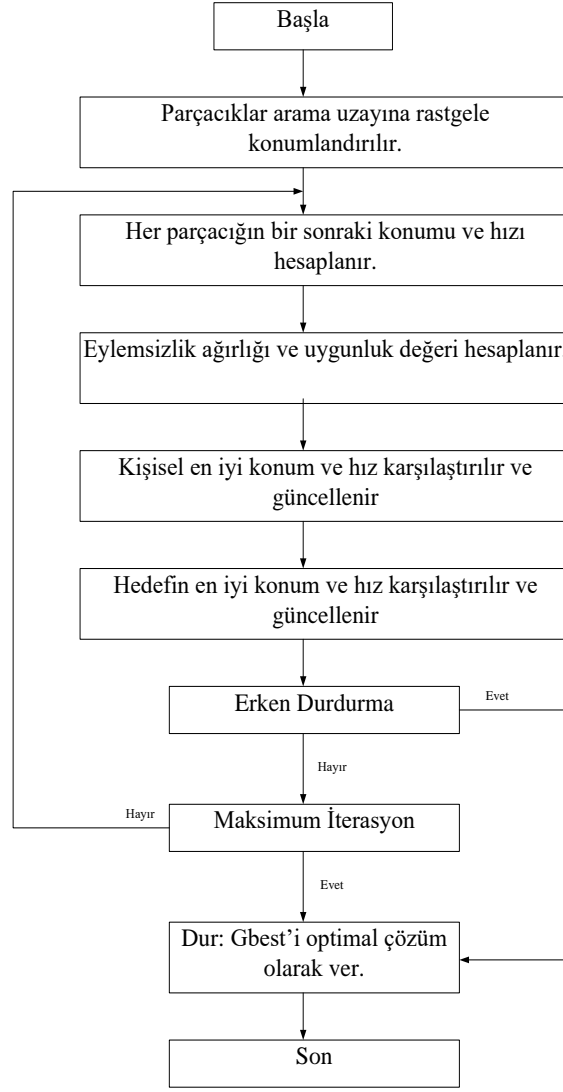 Başla
Parçacıklar arama uzayına rastgele
konumlandırılır.
Her parçacığın bir sonraki konumu ve hızı
hesaplanır.
Eylemsizlik ağırlığı ve uygunluk değeri hesaplanır.
Kişisel en iyi konum ve hız karşılaştırılır ve
güncellenir
Hedefin en iyi konum ve hız karşılaştırılır ve
güncellenir
Erken Durdurma
Evet
Hayır
Hayır
Maksimum İterasyon
Evet
Dur: Gbest’i optimal çözüm
olarak ver.
Son